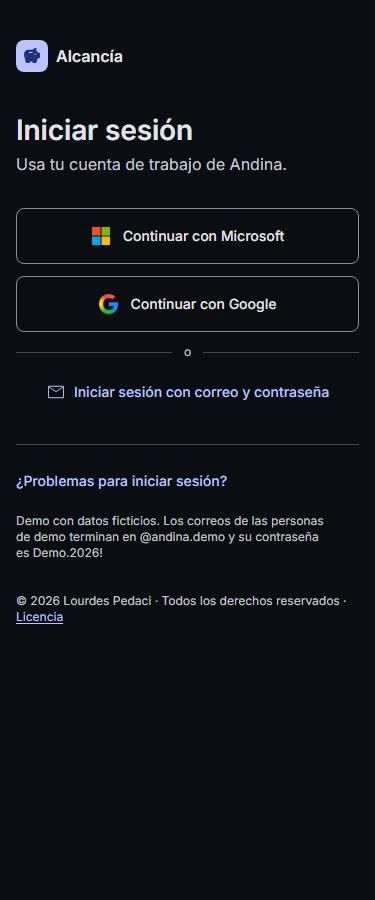 Alcancía
Iniciar sesión
Usa tu cuenta de trabajo de Andina.
Continuar con Microsoft
Continuar con Google
o
Iniciar sesión con correo y contraseña
¿Problemas para iniciar sesión?
Demo con datos ficticios. Los correos de las personas
de demo terminan en @andina.demo y su contraseña
es Demo.2026!
© 2026 Lourdes Pedaci · Todos los derechos reservados ·
Licencia